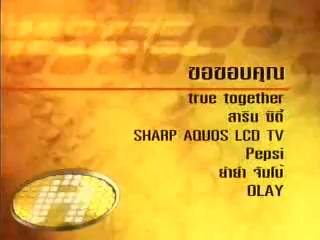 ขอขอบคุณ
true together
สาริน ซิตี้
SHARP AQUOS LCD TV
Pepsi
ยำยำ จัมโบ้
OLAY